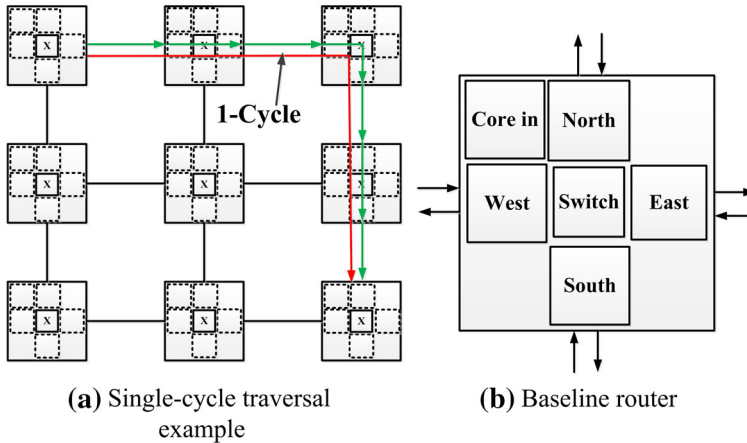 X X X
1-Cycle
X X X
X X X
(a) Single-cycle traversal
example
Core in North
West Switch East
South
(b) Baseline router